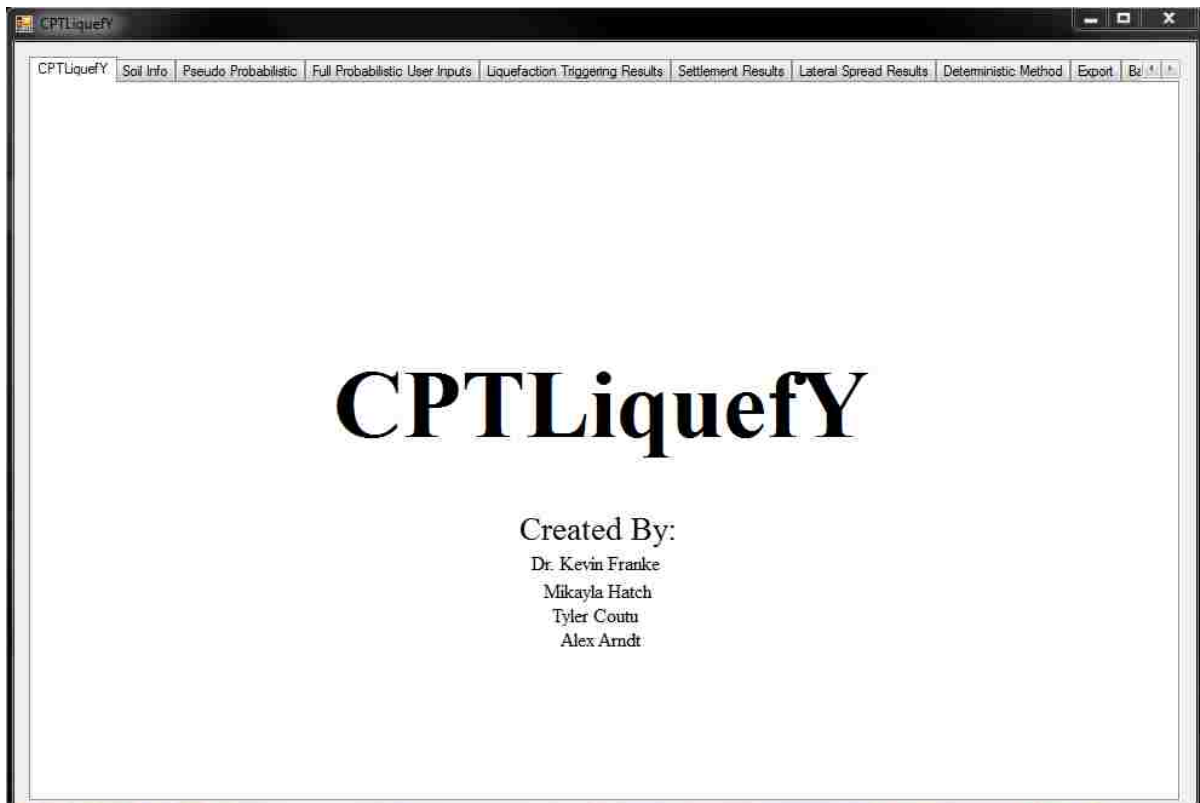 CPTLiquefY
CPTLiquefY Soil Info Pseudo Probabilistic Full Probabilistic User Inputs Liquefaction Triggering Results Settlement Results Lateral Spread Results Deterministic Method Export
CPTLiquefY
Created By:
Dr. Kevin Franke
Mikayla Hatch
Tyler Coutu
Alex Arndt